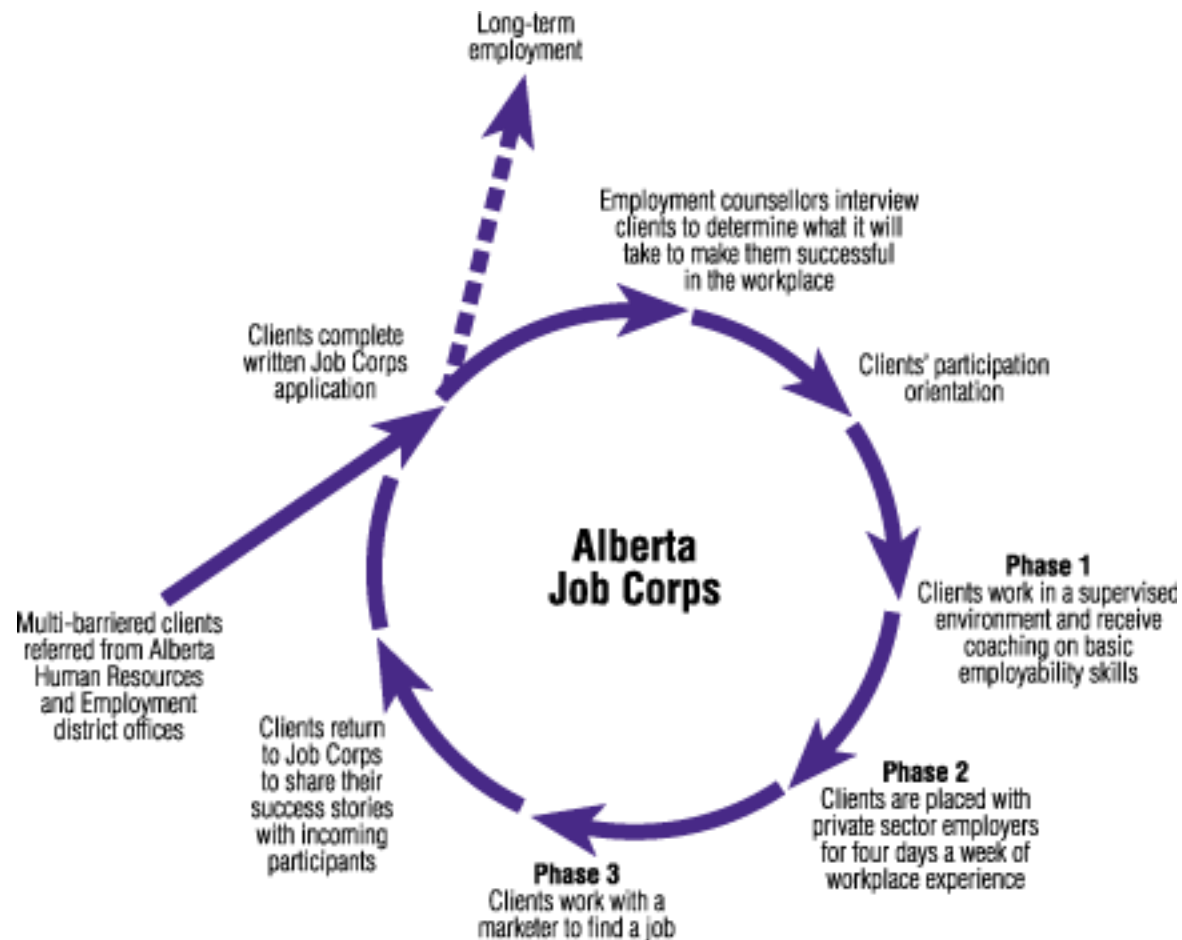 Long-term
employment
Employment counsellors interview
clients to determine what it will
take to make them successful
in the workplace
Clients complete
written Job Corps
application
Clients' participation
orientation
Alberta
Job Corps
Phase 1
Clients work in a supervised
environment and receive
coaching on basic
employability skills
Multi-barriered clients
referred from Alberta
Human Resources
and Employment
district offices
Clients return
to Job Corps
to share their
success stories
with incoming
participants
Phase 2
Clients are placed with
private sector employers
for four days a week of
workplace experience
Phase 3
Clients work with a
marketer to find a job